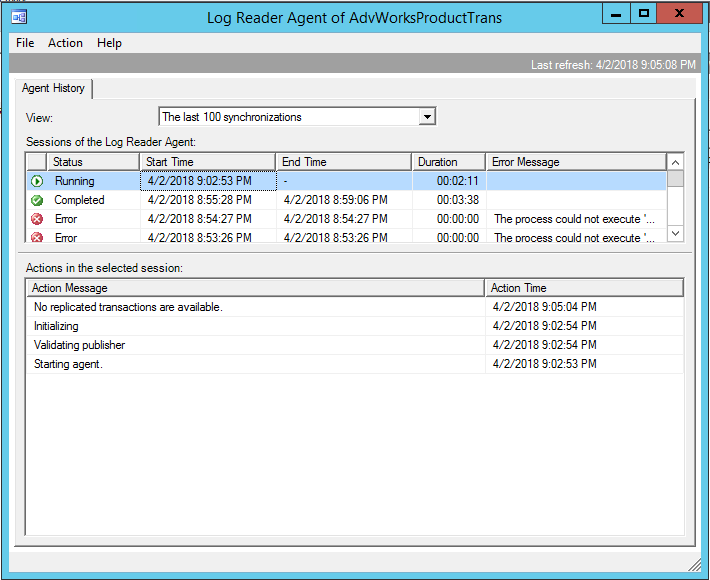 Log Reader Agent of AdvWorksProductTrans
File Action Help
Last refresh: 4/2/2018 9:05:08 PM
Agent History
View: The last 100 synchronizations
Sessions of the Log Reader Agent:
Status Start Time End Time Duration Error Message
Running 4/2/2018 9:02:53 PM - 00:02:11
Completed 4/2/2018 8:55:28 PM 4/2/2018 8:59:06 PM 00:03:38
Error 4/2/2018 8:54:27 PM 4/2/2018 8:54:27 PM 00:00:00 The process could not execute '...
Error 4/2/2018 8:53:26 PM 4/2/2018 8:53:26 PM 00:00:00 The process could not execute '...
Actions in the selected session:
Action Message Action Time
No replicated transactions are available. 4/2/2018 9:05:04 PM
Initializing 4/2/2018 9:02:54 PM
Validating publisher 4/2/2018 9:02:54 PM
Starting agent. 4/2/2018 9:02:53 PM